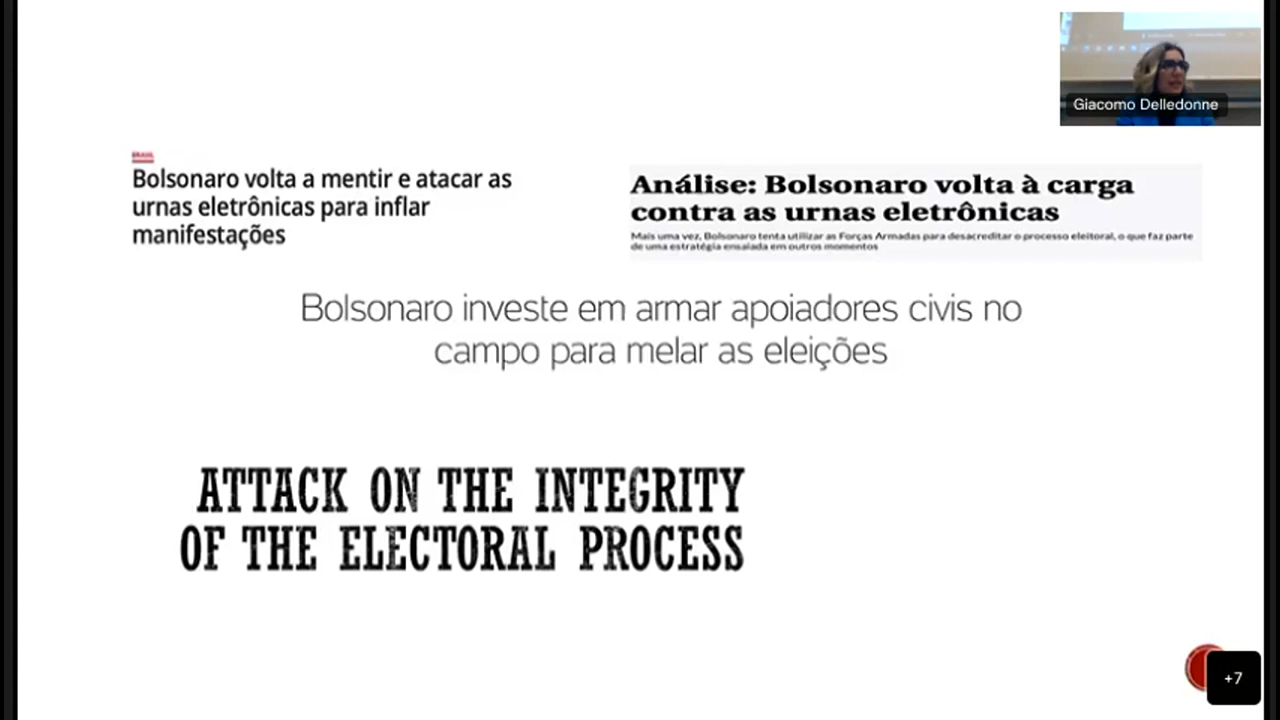 Giacomo Delledonne
BRASIL
Bolsonaro volta a mentir e atacar as
urnas eletrônicas para inflar
manifestações
Análise: Bolsonaro volta à carga
contra as urnas eletrônicas
Mais uma vez, Bolsonaro tenta utilizar as Forças Armadas para desacreditar o processo eleitoral, o que faz parte
de uma estratégia ensaiada em outros momentos
Bolsonaro investe em armar apoiadores civis no
campo para melar as eleições
ATTACK ON THE INTEGRITY
OF THE ELECTORAL PROCESS
+7